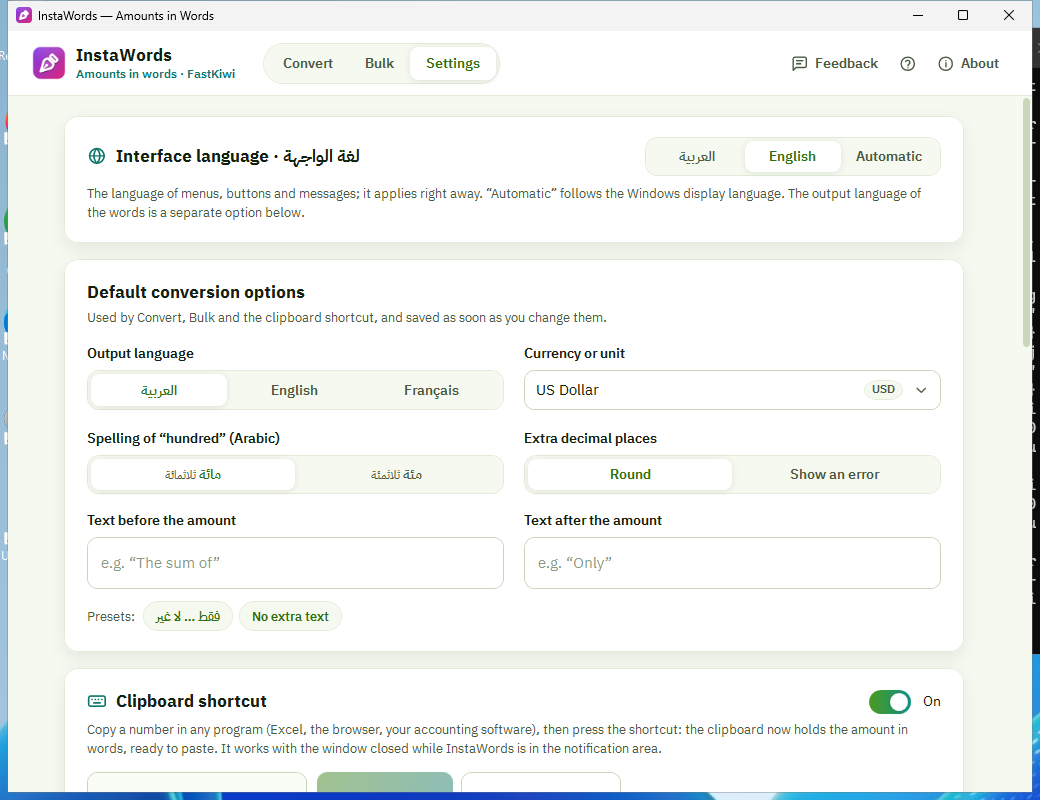 InstaWords — Amounts in Words
InstaWords
Amounts in words · FastKiwi
Convert
Bulk
Settings
Feedback
About
Interface language · لغة الواجهة
العربية
English
Automatic
The language of menus, buttons and messages; it applies right away. “Automatic” follows the Windows display language. The output language of
the words is a separate option below.
Default conversion options
Used by Convert, Bulk and the clipboard shortcut, and saved as soon as you change them.
Output language
العربية
English
Français
Currency or unit
US Dollar
USD
Spelling of “hundred” (Arabic)
مائة ثلاثمائة
مئة ثلاثمئة
Extra decimal places
Round
Show an error
Text before the amount
e.g. “The sum of”
Text after the amount
e.g. “Only”
Presets:
فقط ... لا غير
No extra text
Clipboard shortcut
On
Copy a number in any program (Excel, the browser, your accounting software), then press the shortcut: the clipboard now holds the amount in
words, ready to paste. It works with the window closed while InstaWords is in the notification area.